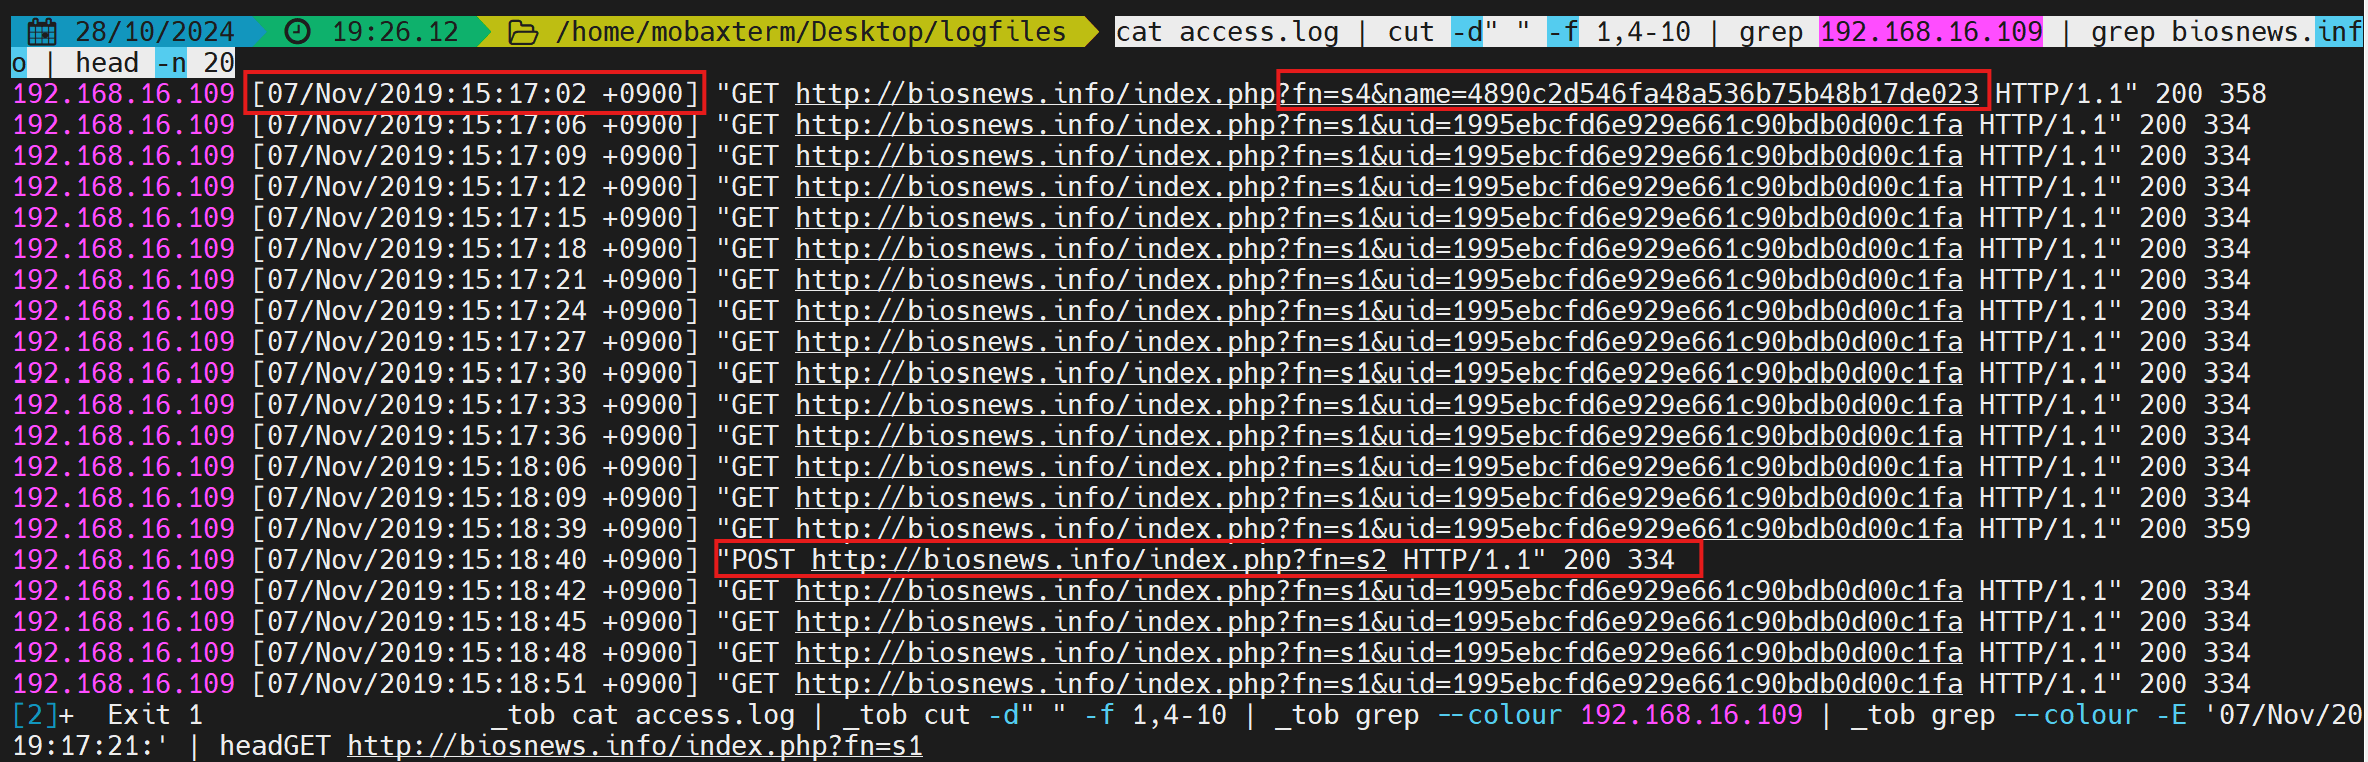 28/10/2024 19:26.12 /home/mobaxterm/Desktop/logfiles cat access.log | cut -d" " -f 1,4-10 | grep 192.168.16.109 | grep biosnews.inf
o | head -n 20
192.168.16.109 [07/Nov/2019:15:17:02 +0900] "GET http://biosnews.info/index.php?fn=s4&name=4890c2d546fa48a536b75b48b17de023 HTTP/1.1" 200 358
192.168.16.109 [07/Nov/2019:15:17:06 +0900] "GET http://biosnews.info/index.php?fn=s1&uid=1995ebcfd6e929e661c90bdb0d00c1fa HTTP/1.1" 200 334
192.168.16.109 [07/Nov/2019:15:17:09 +0900] "GET http://biosnews.info/index.php?fn=s1&uid=1995ebcfd6e929e661c90bdb0d00c1fa HTTP/1.1" 200 334
192.168.16.109 [07/Nov/2019:15:17:12 +0900] "GET http://biosnews.info/index.php?fn=s1&uid=1995ebcfd6e929e661c90bdb0d00c1fa HTTP/1.1" 200 334
192.168.16.109 [07/Nov/2019:15:17:15 +0900] "GET http://biosnews.info/index.php?fn=s1&uid=1995ebcfd6e929e661c90bdb0d00c1fa HTTP/1.1" 200 334
192.168.16.109 [07/Nov/2019:15:17:18 +0900] "GET http://biosnews.info/index.php?fn=s1&uid=1995ebcfd6e929e661c90bdb0d00c1fa HTTP/1.1" 200 334
192.168.16.109 [07/Nov/2019:15:17:21 +0900] "GET http://biosnews.info/index.php?fn=s1&uid=1995ebcfd6e929e661c90bdb0d00c1fa HTTP/1.1" 200 334
192.168.16.109 [07/Nov/2019:15:17:24 +0900] "GET http://biosnews.info/index.php?fn=s1&uid=1995ebcfd6e929e661c90bdb0d00c1fa HTTP/1.1" 200 334
192.168.16.109 [07/Nov/2019:15:17:27 +0900] "GET http://biosnews.info/index.php?fn=s1&uid=1995ebcfd6e929e661c90bdb0d00c1fa HTTP/1.1" 200 334
192.168.16.109 [07/Nov/2019:15:17:30 +0900] "GET http://biosnews.info/index.php?fn=s1&uid=1995ebcfd6e929e661c90bdb0d00c1fa HTTP/1.1" 200 334
192.168.16.109 [07/Nov/2019:15:17:33 +0900] "GET http://biosnews.info/index.php?fn=s1&uid=1995ebcfd6e929e661c90bdb0d00c1fa HTTP/1.1" 200 334
192.168.16.109 [07/Nov/2019:15:17:36 +0900] "GET http://biosnews.info/index.php?fn=s1&uid=1995ebcfd6e929e661c90bdb0d00c1fa HTTP/1.1" 200 334
192.168.16.109 [07/Nov/2019:15:18:06 +0900] "GET http://biosnews.info/index.php?fn=s1&uid=1995ebcfd6e929e661c90bdb0d00c1fa HTTP/1.1" 200 334
192.168.16.109 [07/Nov/2019:15:18:09 +0900] "GET http://biosnews.info/index.php?fn=s1&uid=1995ebcfd6e929e661c90bdb0d00c1fa HTTP/1.1" 200 334
192.168.16.109 [07/Nov/2019:15:18:39 +0900] "GET http://biosnews.info/index.php?fn=s1&uid=1995ebcfd6e929e661c90bdb0d00c1fa HTTP/1.1" 200 359
192.168.16.109 [07/Nov/2019:15:18:40 +0900] "POST http://biosnews.info/index.php?fn=s2 HTTP/1.1" 200 334
192.168.16.109 [07/Nov/2019:15:18:42 +0900] "GET http://biosnews.info/index.php?fn=s1&uid=1995ebcfd6e929e661c90bdb0d00c1fa HTTP/1.1" 200 334
192.168.16.109 [07/Nov/2019:15:18:45 +0900] "GET http://biosnews.info/index.php?fn=s1&uid=1995ebcfd6e929e661c90bdb0d00c1fa HTTP/1.1" 200 334
192.168.16.109 [07/Nov/2019:15:18:48 +0900] "GET http://biosnews.info/index.php?fn=s1&uid=1995ebcfd6e929e661c90bdb0d00c1fa HTTP/1.1" 200 334
192.168.16.109 [07/Nov/2019:15:18:51 +0900] "GET http://biosnews.info/index.php?fn=s1&uid=1995ebcfd6e929e661c90bdb0d00c1fa HTTP/1.1" 200 334
[2]+  Exit 1                  _tob cat access.log | _tob cut -d" " -f 1,4-10 | _tob grep --colour 192.168.16.109 | _tob grep --colour -E '07/Nov/20
19:17:21:' | headGET http://biosnews.info/index.php?fn=s1